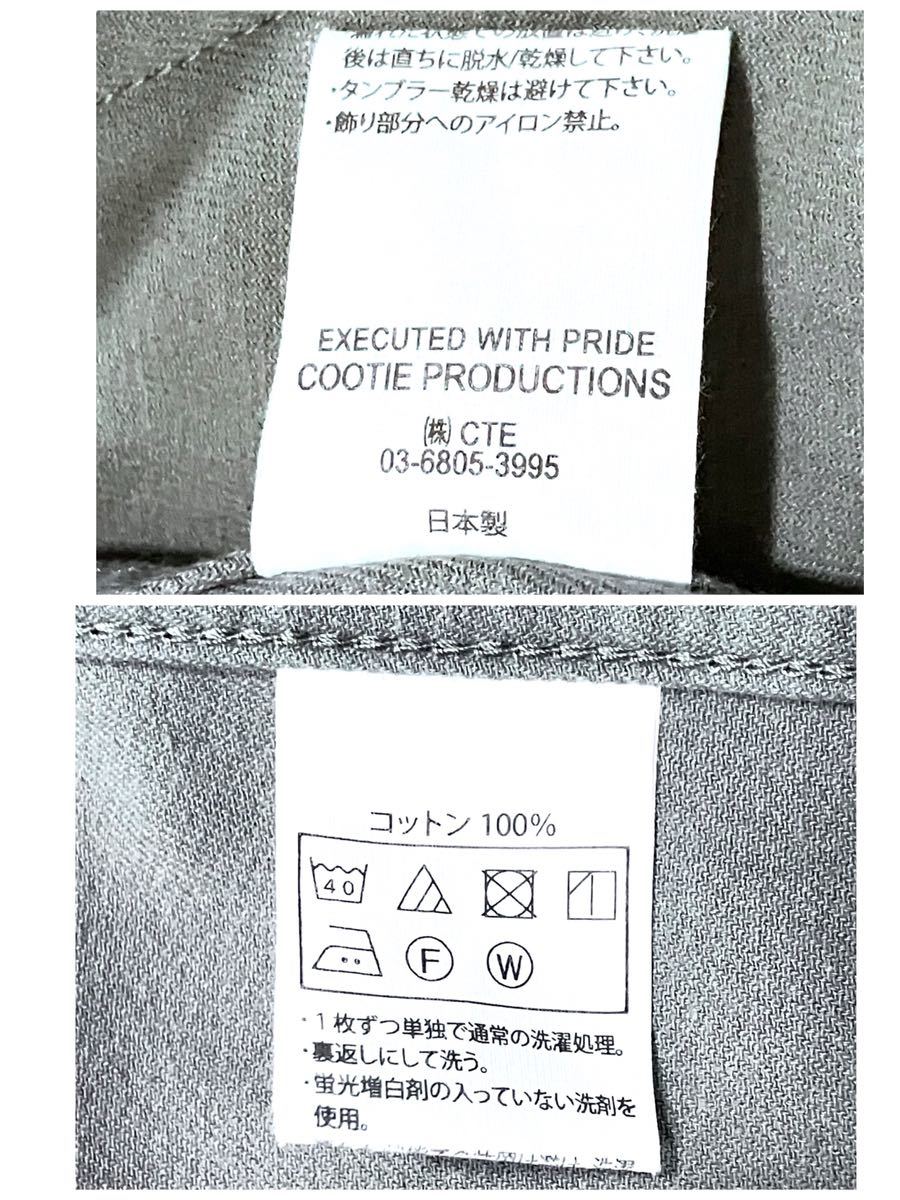 後は直ちに脱水/乾燥して下さい。
・タンブラー乾燥は避けて下さい。
・飾り部分へのアイロン禁止。
EXECUTED WITH PRIDE
COOTIE PRODUCTIONS
㈱ CTE
03-6805-3995
日本製
コットン 100%
40
F W
・1枚ずつ単独で通常の洗濯処理。
・裏返しにして洗う。
・蛍光増白剤の入っていない洗剤を
使用。